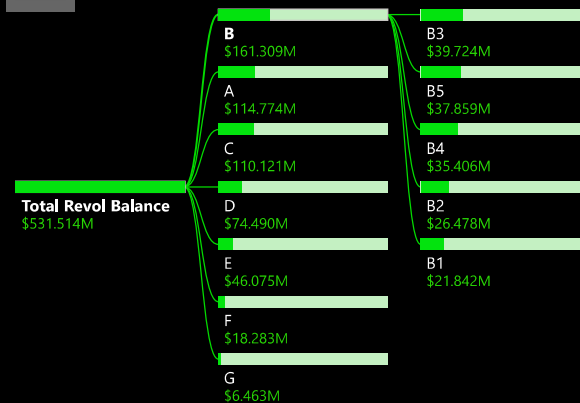 Total Revol Balance
$531.514M
B
$161.309M
A
$114.774M
C
$110.121M
D
$74.490M
E
$46.075M
F
$18.283M
G
$6.463M
B3
$39.724M
B5
$37.859M
B4
$35.406M
B2
$26.478M
B1
$21.842M